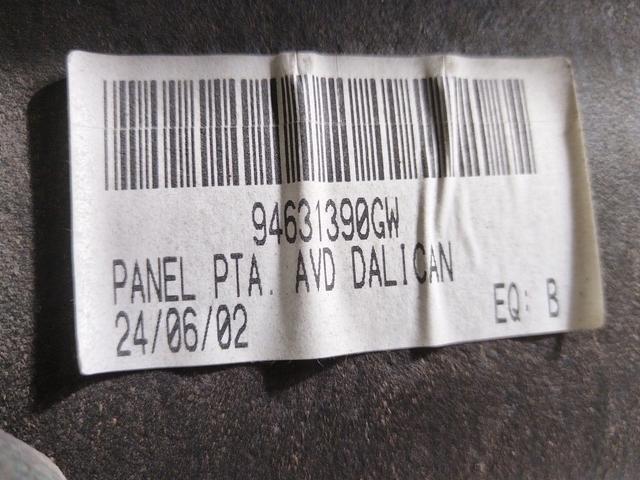 94631390GW
PANEL PTA. AVD DALICAN
24/06/02
EQ: B